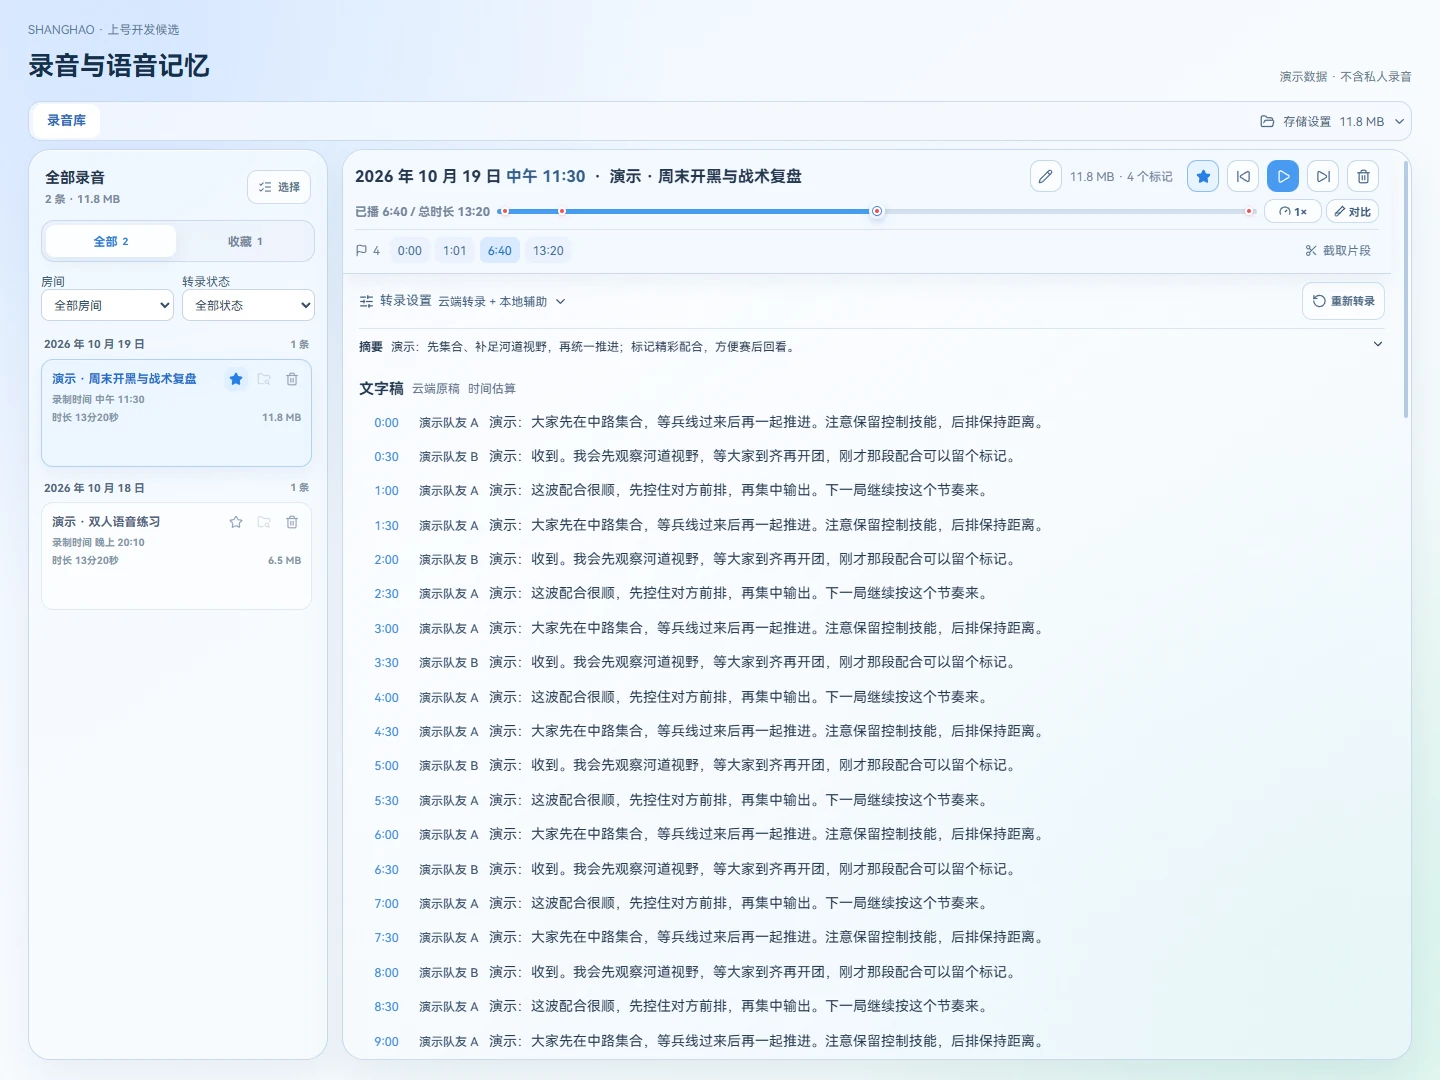 SHANGHAO · 上号开发候选
录音与语音记忆
演示数据 · 不含私人录音
录音库
存储设置 11.8 MB
全部录音
2 条 · 11.8 MB
选择
全部 2
收藏 1
房间
转录状态
全部房间
全部状态
2026 年 10 月 19 日
1 条
演示 · 周末开黑与战术复盘
录制时间 中午 11:30
时长 13分20秒
11.8 MB
2026 年 10 月 18 日
1 条
演示 · 双人语音练习
录制时间 晚上 20:10
时长 13分20秒
6.5 MB
2026 年 10 月 19 日 中午 11:30 · 演示 · 周末开黑与战术复盘
11.8 MB · 4 个标记
已播 6:40 / 总时长 13:20
1×
对比
4
0:00
1:01
6:40
13:20
截取片段
转录设置 云端转录 + 本地辅助
重新转录
摘要 演示：先集合、补足河道视野，再统一推进；标记精彩配合，方便赛后回看。
文字稿 云端原稿 时间估算
0:00 演示队友 A 演示：大家先在中路集合，等兵线过来后再一起推进。注意保留控制技能，后排保持距离。
0:30 演示队友 B 演示：收到。我会先观察河道视野，等大家到齐再开团，刚才那段配合可以留个标记。
1:00 演示队友 A 演示：这波配合很顺，先控住对方前排，再集中输出。下一局继续按这个节奏来。
1:30 演示队友 A 演示：大家先在中路集合，等兵线过来后再一起推进。注意保留控制技能，后排保持距离。
2:00 演示队友 B 演示：收到。我会先观察河道视野，等大家到齐再开团，刚才那段配合可以留个标记。
2:30 演示队友 A 演示：这波配合很顺，先控住对方前排，再集中输出。下一局继续按这个节奏来。
3:00 演示队友 A 演示：大家先在中路集合，等兵线过来后再一起推进。注意保留控制技能，后排保持距离。
3:30 演示队友 B 演示：收到。我会先观察河道视野，等大家到齐再开团，刚才那段配合可以留个标记。
4:00 演示队友 A 演示：这波配合很顺，先控住对方前排，再集中输出。下一局继续按这个节奏来。
4:30 演示队友 A 演示：大家先在中路集合，等兵线过来后再一起推进。注意保留控制技能，后排保持距离。
5:00 演示队友 B 演示：收到。我会先观察河道视野，等大家到齐再开团，刚才那段配合可以留个标记。
5:30 演示队友 A 演示：这波配合很顺，先控住对方前排，再集中输出。下一局继续按这个节奏来。
6:00 演示队友 A 演示：大家先在中路集合，等兵线过来后再一起推进。注意保留控制技能，后排保持距离。
6:30 演示队友 B 演示：收到。我会先观察河道视野，等大家到齐再开团，刚才那段配合可以留个标记。
7:00 演示队友 A 演示：这波配合很顺，先控住对方前排，再集中输出。下一局继续按这个节奏来。
7:30 演示队友 A 演示：大家先在中路集合，等兵线过来后再一起推进。注意保留控制技能，后排保持距离。
8:00 演示队友 B 演示：收到。我会先观察河道视野，等大家到齐再开团，刚才那段配合可以留个标记。
8:30 演示队友 A 演示：这波配合很顺，先控住对方前排，再集中输出。下一局继续按这个节奏来。
9:00 演示队友 A 演示：大家先在中路集合，等兵线过来后再一起推进。注意保留控制技能，后排保持距离。